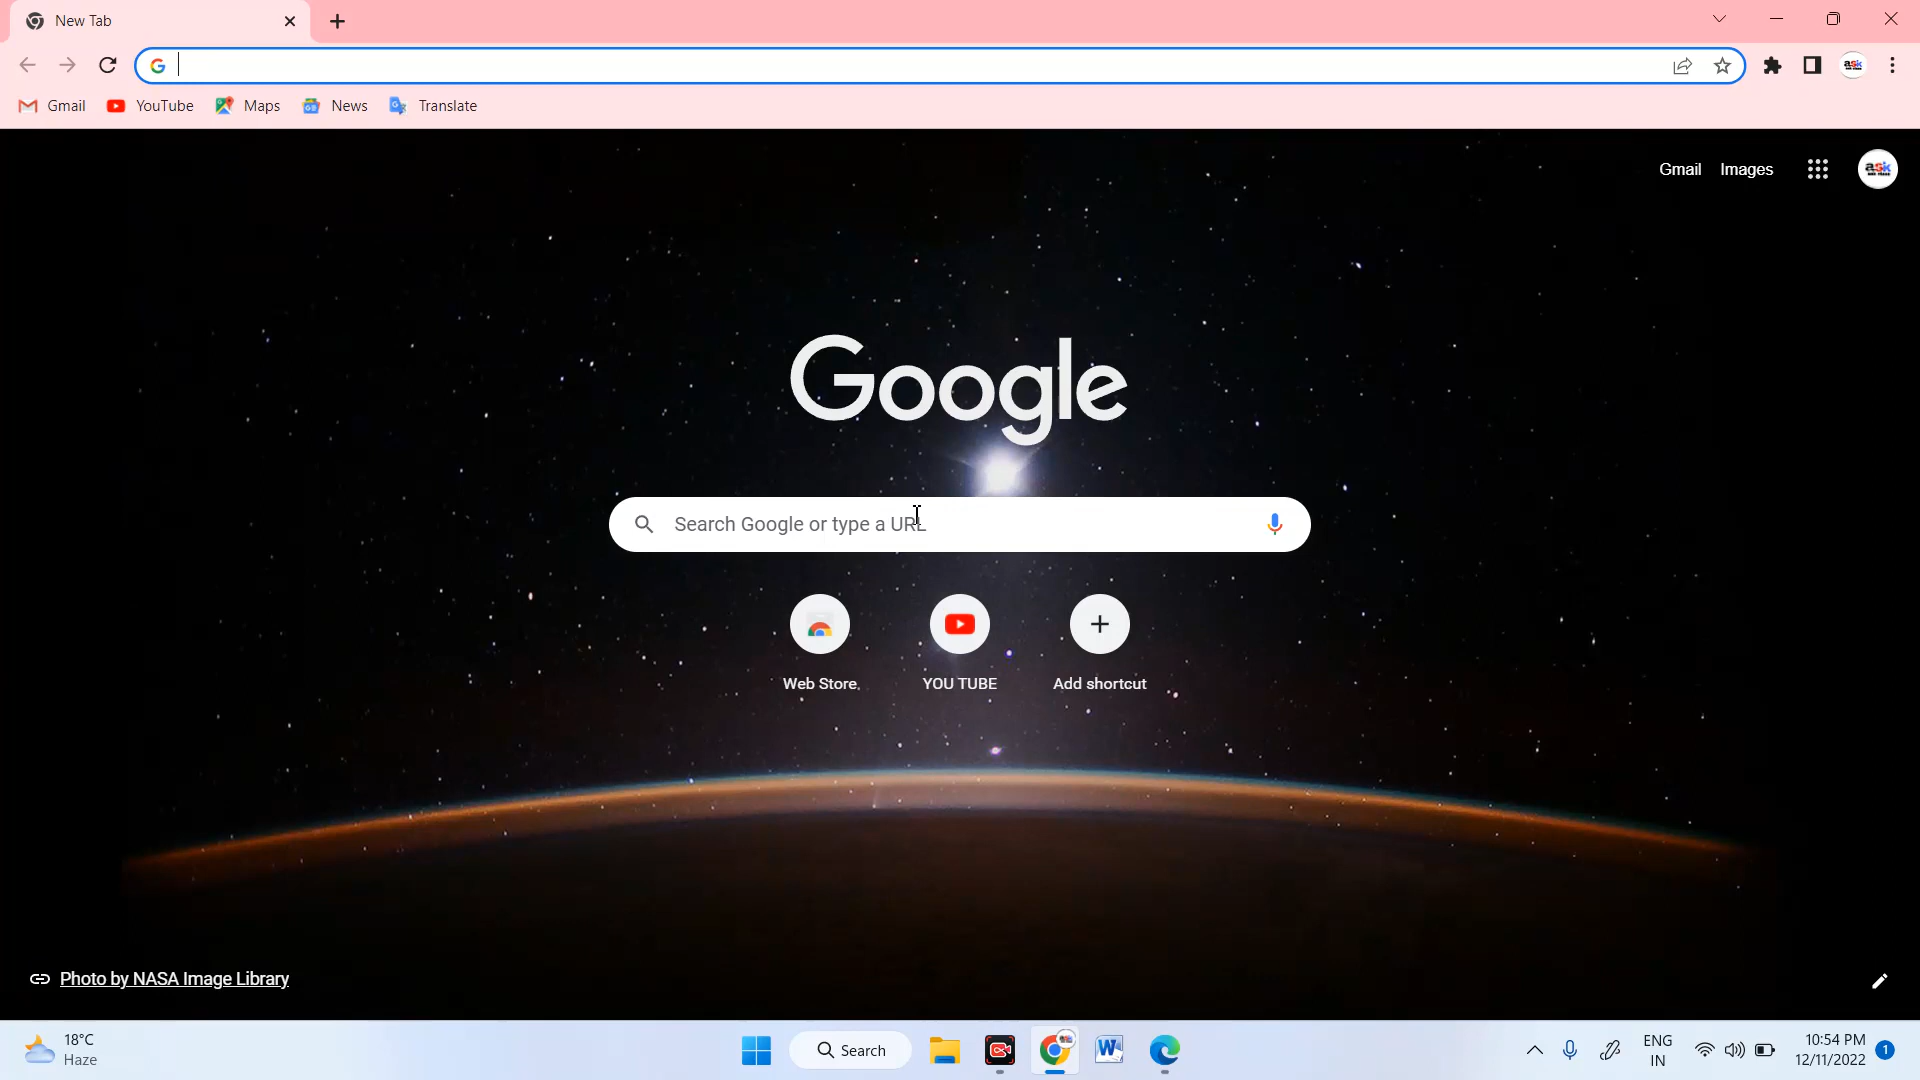 New Tab
Gmail YouTube Maps News Translate
Gmail Images
ask
Google
Search Google or type a URL
Web Store YOU TUBE Add shortcut
Photo by NASA Image Library
18°C
Haze
Search
ENG
IN
10:54 PM
12/11/2022
1